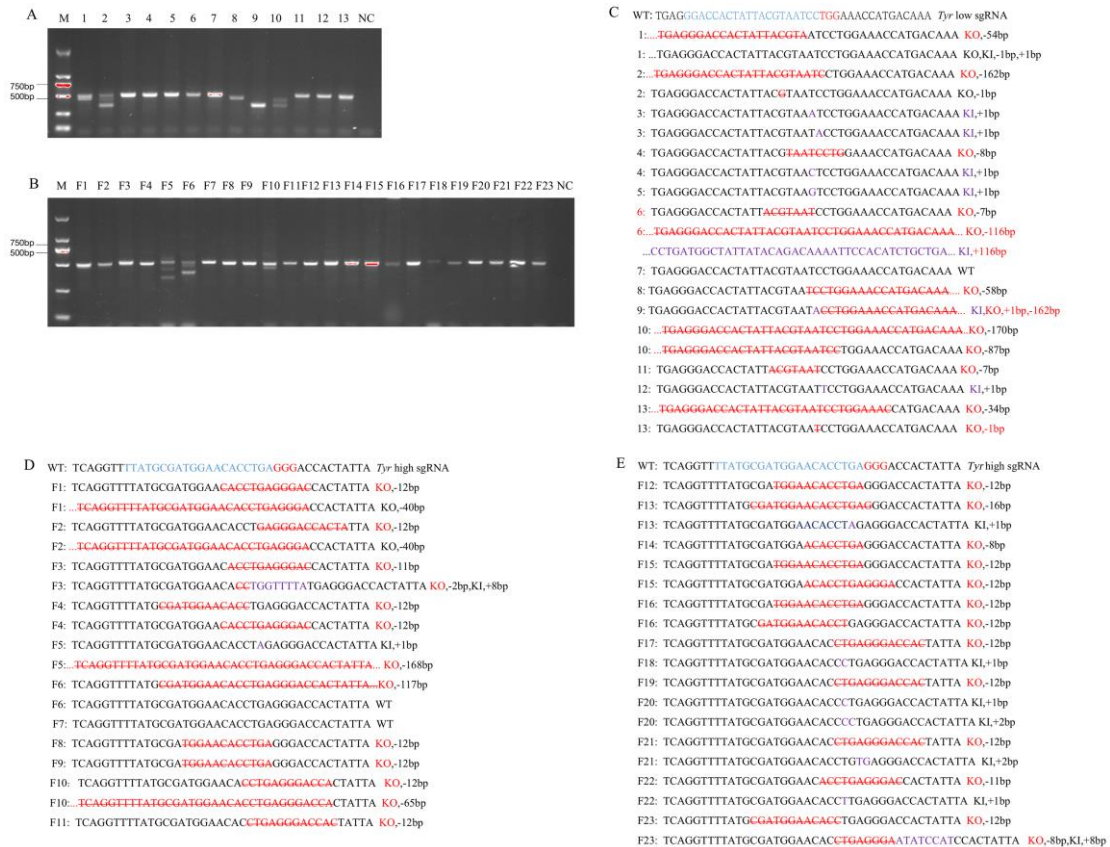 A
M 1 2 3 4 5 6 7 8 9 10 11 12 13 NC
750bp
500bp
B
M F1 F2 F3 F4 F5 F6 F7 F8 F9 F10 F11 F12 F13 F14 F15 F16 F17 F18 F19 F20 F21 F22 F23 NC
750bp
500bp
C
WT: TGAGGGACCACTATTACGTAATCCTGGAAACCATGACAAA Tyr low sgRNA
1:...TGAGGGACCACTATTACGTAATCCTGGAAACCATGACAAA KO,-54bp
1:...TGAGGGACCACTATTACGTAATCCTGGAAACCATGACAAA KO,KI,-1bp,+1bp
2:...TGAGGGACCACTATTACGTAATCCTGGAAACCATGACAAA KO,-162bp
2: TGAGGGACCACTATTACGTAATCCTGGAAACCATGACAAA KO,-1bp
3: TGAGGGACCACTATTACGTAAATCCTGGAAACCATGACAAA KI,+1bp
3: TGAGGGACCACTATTACGTAATACCTGGAAACCATGACAAA KI,+1bp
4: TGAGGGACCACTATTACGTAATCCTGGAAACCATGACAAA KO,-8bp
4: TGAGGGACCACTATTACGTAACTCCTGGAAACCATGACAAA KI,+1bp
5: TGAGGGACCACTATTACGTAAGTCCTGGAAACCATGACAAA KI,+1bp
6: TGAGGGACCACTATTACGTAATCCTGGAAACCATGACAAA KO,-7bp
6: TGAGGGACCACTATTACGTAATCCTGGAAACCATGACAAA... KO,-116bp
...CCTGATGGCTATTATACAGACAAAATTCCACATCTGCTGA... KI,+116bp
7: TGAGGGACCACTATTACGTAATCCTGGAAACCATGACAAA WT
8: TGAGGGACCACTATTACGTAATCCTGGAAACCATGACAAA.... KO,-58bp
9: TGAGGGACCACTATTACGTAATACCTGGAAACCATGACAAA... KI,KO,+1bp,-162bp
10: ...TGAGGGACCACTATTACGTAATCCTGGAAACCATGACAAA..KO,-170bp
10: ...TGAGGGACCACTATTACGTAATCCTGGAAACCATGACAAA KO,-87bp
11: TGAGGGACCACTATTACGTAATCCTGGAAACCATGACAAA KO,-7bp
12: TGAGGGACCACTATTACGTAATTCCTGGAAACCATGACAAA KI,+1bp
13:...TGAGGGACCACTATTACGTAATCCTGGAAACCATGACAAA KO,-34bp
13: TGAGGGACCACTATTACGTAATCCTGGAAACCATGACAAA KO,-1bp
D
WT: TCAGGTTTTATGCGATGGAACACCTGAGGGACCACTATTA Tyr high sgRNA
F1: TCAGGTTTTATGCGATGGAACACCTGAGGGACCACTATTA KO,-12bp
F1: ...TCAGGTTTTATGCGATGGAACACCTGAGGGACCACTATTA KO,-40bp
F2: TCAGGTTTTATGCGATGGAACACCTGAGGGACCACTATTA KO,-12bp
F2: ...TCAGGTTTTATGCGATGGAACACCTGAGGGACCACTATTA KO,-40bp
F3: TCAGGTTTTATGCGATGGAACACCTGAGGGACCACTATTA KO,-11bp
F3: TCAGGTTTTATGCGATGGAACACCTGGTTTTATGAGGGACCACTATTA KO,-2bp,KI,+8bp
F4: TCAGGTTTTATGCGATGGAACACCTGAGGGACCACTATTA KO,-12bp
F4: TCAGGTTTTATGCGATGGAACACCTGAGGGACCACTATTA KO,-12bp
F5: TCAGGTTTTATGCGATGGAACACCTAGAGGGACCACTATTA KI,+1bp
F5:...TCAGGTTTTATGCGATGGAACACCTGAGGGACCACTATTA... KO,-168bp
F6: TCAGGTTTTATGCGATGGAACACCTGAGGGACCACTATTA...KO,-117bp
F6: TCAGGTTTTATGCGATGGAACACCTGAGGGACCACTATTA WT
F7: TCAGGTTTTATGCGATGGAACACCTGAGGGACCACTATTA WT
F8: TCAGGTTTTATGCGATGGAACACCTGAGGGACCACTATTA KO,-12bp
F9: TCAGGTTTTATGCGATGGAACACCTGAGGGACCACTATTA KO,-12bp
F10: TCAGGTTTTATGCGATGGAACACCTGAGGGACCACTATTA KO,-12bp
F10:...TCAGGTTTTATGCGATGGAACACCTGAGGGACCACTATTA KO,-65bp
F11: TCAGGTTTTATGCGATGGAACACCTGAGGGACCACTATTA KO,-12bp
E
WT: TCAGGTTTTATGCGATGGAACACCTGAGGGACCACTATTA Tyr high sgRNA
F12: TCAGGTTTTATGCGATGGAACACCTGAGGGACCACTATTA KO,-12bp
F13: TCAGGTTTTATGCGATGGAACACCTGAGGGACCACTATTA KO,-16bp
F13: TCAGGTTTTATGCGATGGAACACCTAGAGGGACCACTATTA KI,+1bp
F14: TCAGGTTTTATGCGATGGAACACCTGAGGGACCACTATTA KO,-8bp
F15: TCAGGTTTTATGCGATGGAACACCTGAGGGACCACTATTA KO,-12bp
F15: TCAGGTTTTATGCGATGGAACACCTGAGGGACCACTATTA KO,-12bp
F16: TCAGGTTTTATGCGATGGAACACCTGAGGGACCACTATTA KO,-12bp
F16: TCAGGTTTTATGCGATGGAACACCTGAGGGACCACTATTA KO,-12bp
F17: TCAGGTTTTATGCGATGGAACACCTGAGGGACCACTATTA KO,-12bp
F18: TCAGGTTTTATGCGATGGAACACCCTGAGGGACCACTATTA KI,+1bp
F19: TCAGGTTTTATGCGATGGAACACCTGAGGGACCACTATTA KO,-12bp
F20: TCAGGTTTTATGCGATGGAACACCCTGAGGGACCACTATTA KI,+1bp
F20: TCAGGTTTTATGCGATGGAACACCCCTGAGGGACCACTATTA KI,+2bp
F21: TCAGGTTTTATGCGATGGAACACCTGAGGGACCACTATTA KO,-12bp
F21: TCAGGTTTTATGCGATGGAACACCTGTGAGGGACCACTATTA KI,+2bp
F22: TCAGGTTTTATGCGATGGAACACCTGAGGGACCACTATTA KO,-11bp
F22: TCAGGTTTTATGCGATGGAACACCTTGAGGGACCACTATTA KI,+1bp
F23: TCAGGTTTTATGCGATGGAACACCTGAGGGACCACTATTA KO,-12bp
F23: TCAGGTTTTATGCGATGGAACACCTGAGGGAATATCCATCCACTATTA KO,-8bp,KI,+8bp